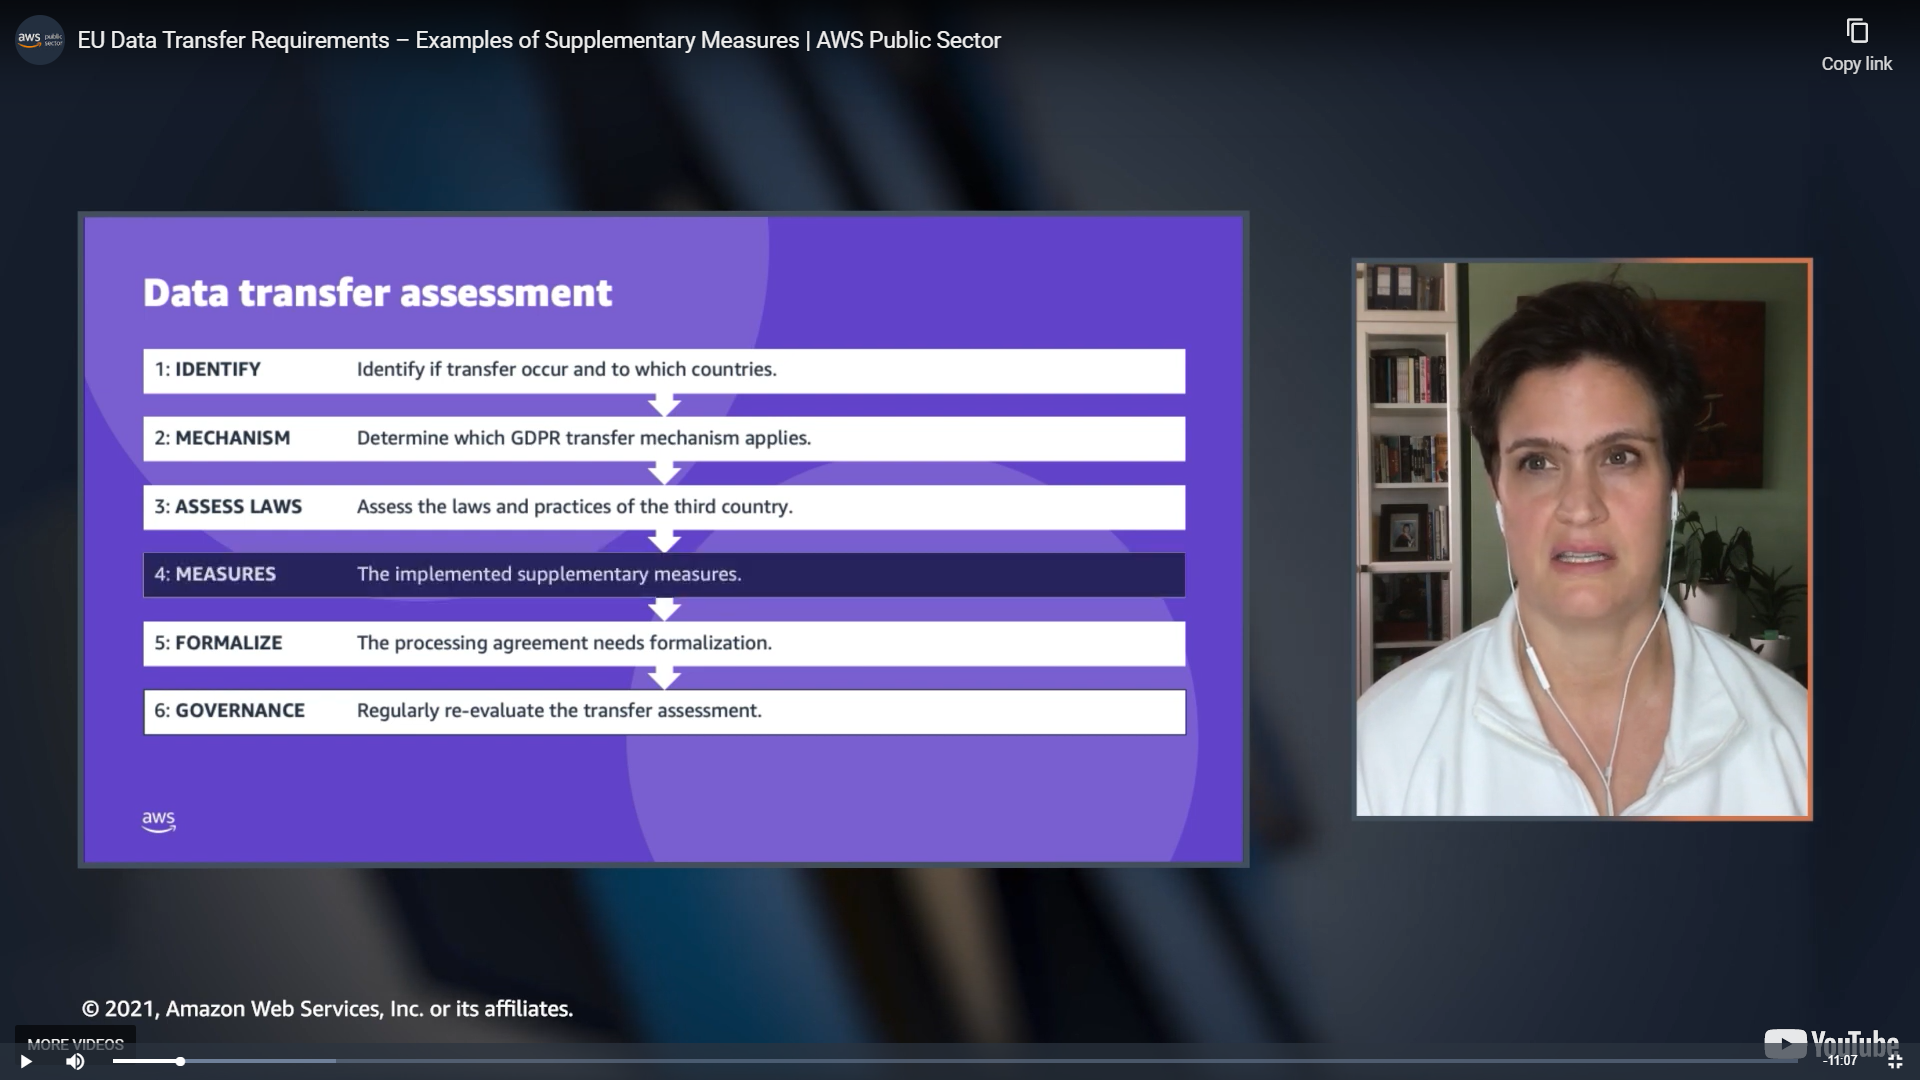 aws public sector
EU Data Transfer Requirements – Examples of Supplementary Measures | AWS Public Sector
Copy link
Data transfer assessment
1: IDENTIFY Identify if transfer occur and to which countries.
2: MECHANISM Determine which GDPR transfer mechanism applies.
3: ASSESS LAWS Assess the laws and practices of the third country.
4: MEASURES The implemented supplementary measures.
5: FORMALIZE The processing agreement needs formalization.
6: GOVERNANCE Regularly re-evaluate the transfer assessment.
aws
© 2021, Amazon Web Services, Inc. or its affiliates.
MORE VIDEOS
YouTube
-11:07